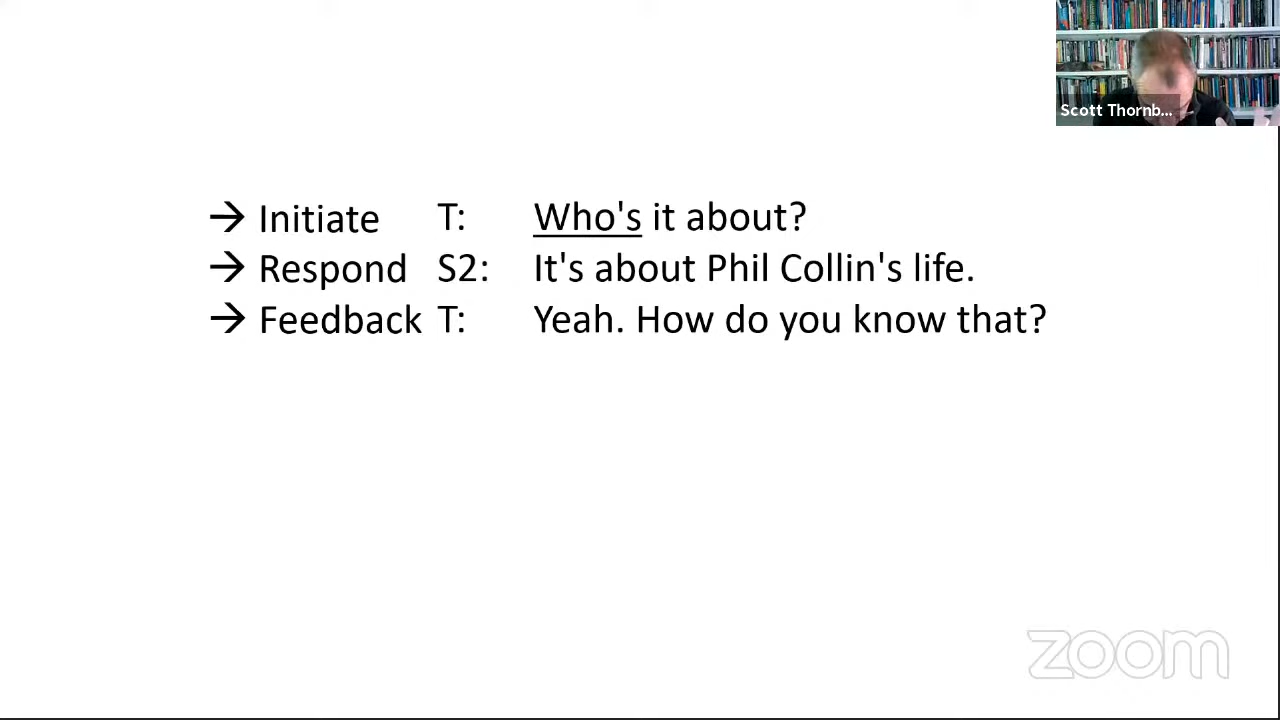 Scott Thornb...
→ Initiate T: Who's it about?
→ Respond S2: It's about Phil Collin's life.
→ Feedback T: Yeah. How do you know that?
zoom